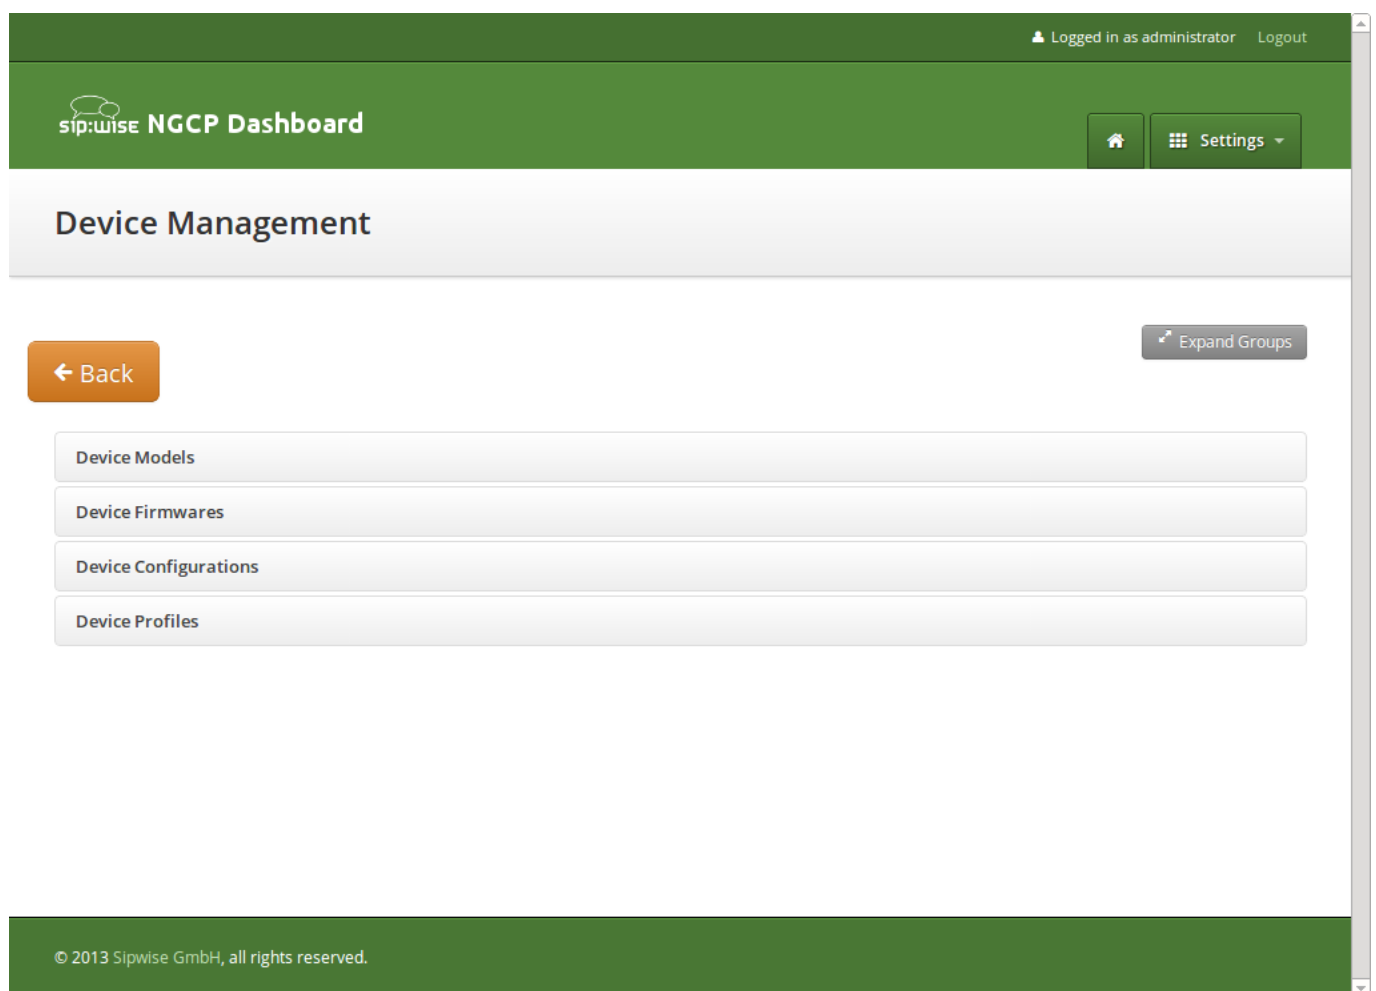 Logged in as administrator Logout
sip:wise NGCP Dashboard
Settings
Device Management
Expand Groups
Back
Device Models
Device Firmwares
Device Configurations
Device Profiles
© 2013 Sipwise GmbH, all rights reserved.